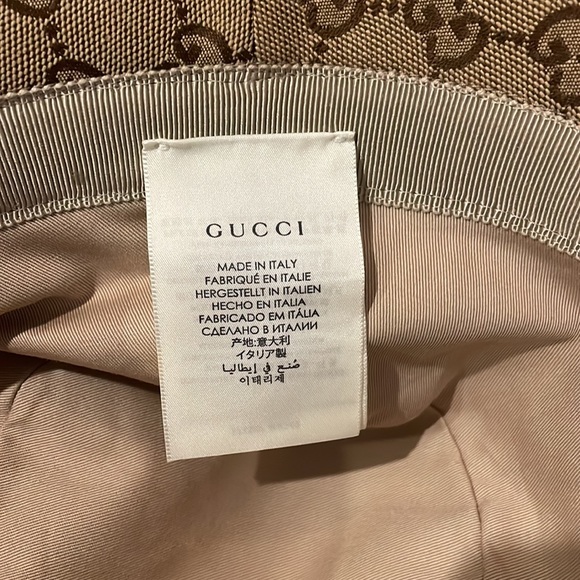 GUCCI
MADE IN ITALY
FABRIQUÉ EN ITALIE
HERGESTELLT IN ITALIEN
HECHO EN ITALIA
FABRICADO EM ITÁLIA
СДЕЛАНО В ИТАЛИИ
产地:意大利
イタリア製
صُنع في إيطاليا
이태리제